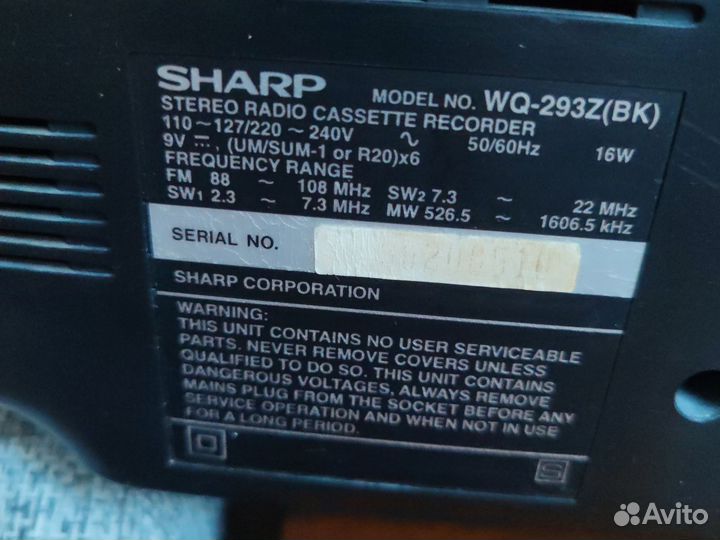 SHARP
MODEL NO. WQ-293Z(BK)
STEREO RADIO CASSETTE RECORDER
110~127/220~240V ∿ 50/60Hz 16W
9V ⎓, (UM/SUM-1 or R20)x6
FREQUENCY RANGE
FM 88 ~ 108 MHz SW2 7.3 ~ 22 MHz
SW1 2.3 ~ 7.3 MHz MW 526.5 ~ 1606.5 kHz
SERIAL NO.
SHARP CORPORATION
WARNING:
THIS UNIT CONTAINS NO USER SERVICEABLE
PARTS. NEVER REMOVE COVERS UNLESS
QUALIFIED TO DO SO. THIS UNIT CONTAINS
DANGEROUS VOLTAGES, ALWAYS REMOVE
MAINS PLUG FROM THE SOCKET BEFORE ANY
SERVICE OPERATION AND WHEN NOT IN USE
FOR A LONG PERIOD.
S
Avito